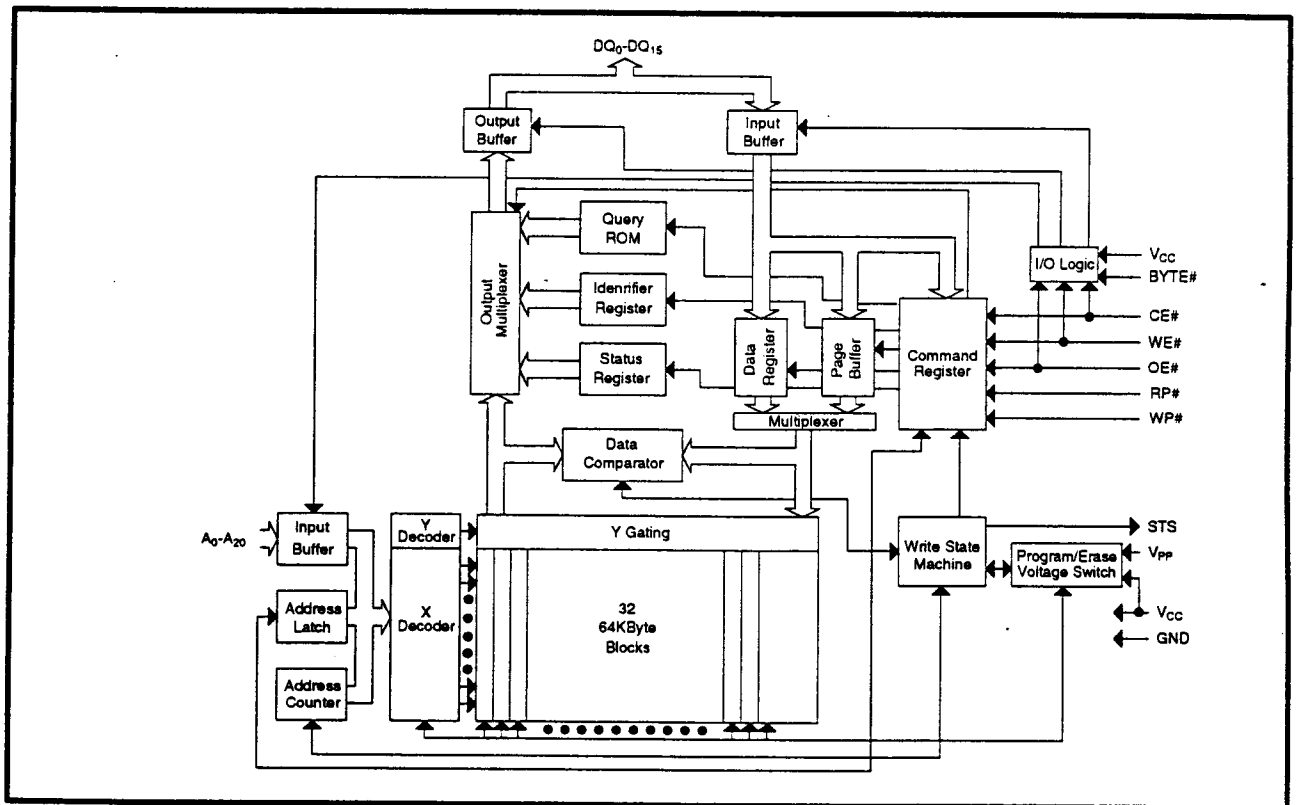 DQ0-DQ15
Output
Buffer
Input
Buffer
Query
ROM
I/O Logic
VCC
BYTE#
Output
Multiplexer
Idenrifier
Register
CE#
Data
Register
Page
Buffer
Command
Register
WE#
Status
Register
OE#
RP#
WP#
Multiplexer
Data
Comparator
A0-A20
Input
Buffer
Y
Decoder
Y Gating
Write State
Machine
STS
Program/Erase
Voltage Switch
VPP
Address
Latch
X
Decoder
32
64KByte
Blocks
VCC
GND
Address
Counter